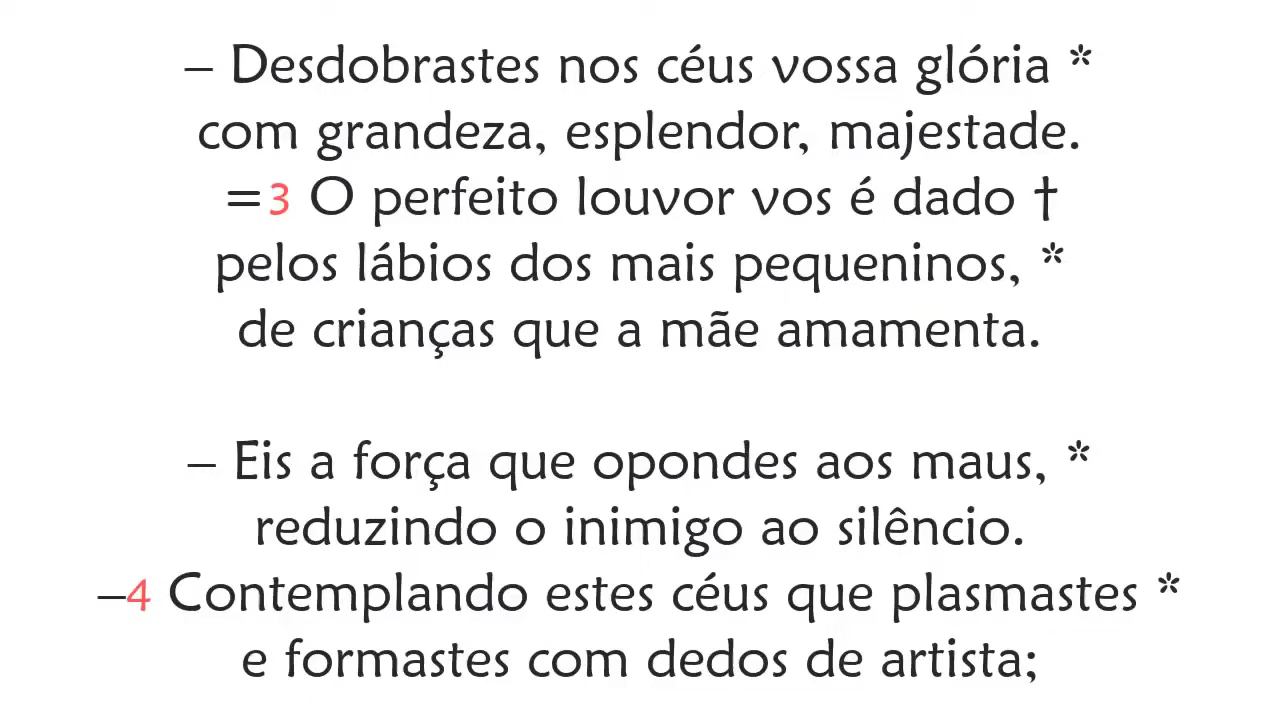 – Desdobrastes nos céus vossa glória *
com grandeza, esplendor, majestade.
=3 O perfeito louvor vos é dado †
pelos lábios dos mais pequeninos, *
de crianças que a mãe amamenta.
– Eis a força que opondes aos maus, *
reduzindo o inimigo ao silêncio.
–4 Contemplando estes céus que plasmastes *
e formastes com dedos de artista;